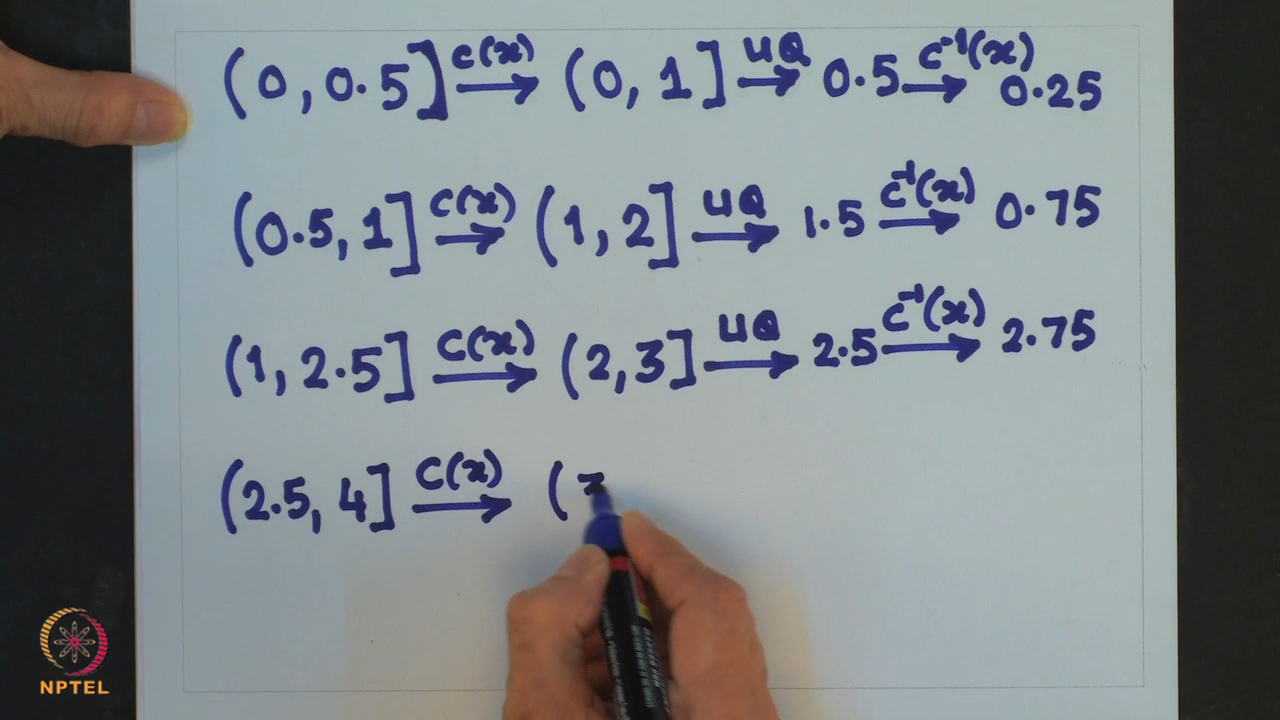 (0, 0.5] C(x) → (0, 1] UQ → 0.5 C⁻¹(x) → 0.25
(0.5, 1] C(x) → (1, 2] UQ → 1.5 C⁻¹(x) → 0.75
(1, 2.5] C(x) → (2, 3] UQ → 2.5 C⁻¹(x) → 2.75
(2.5, 4] C(x) → (
NPTEL